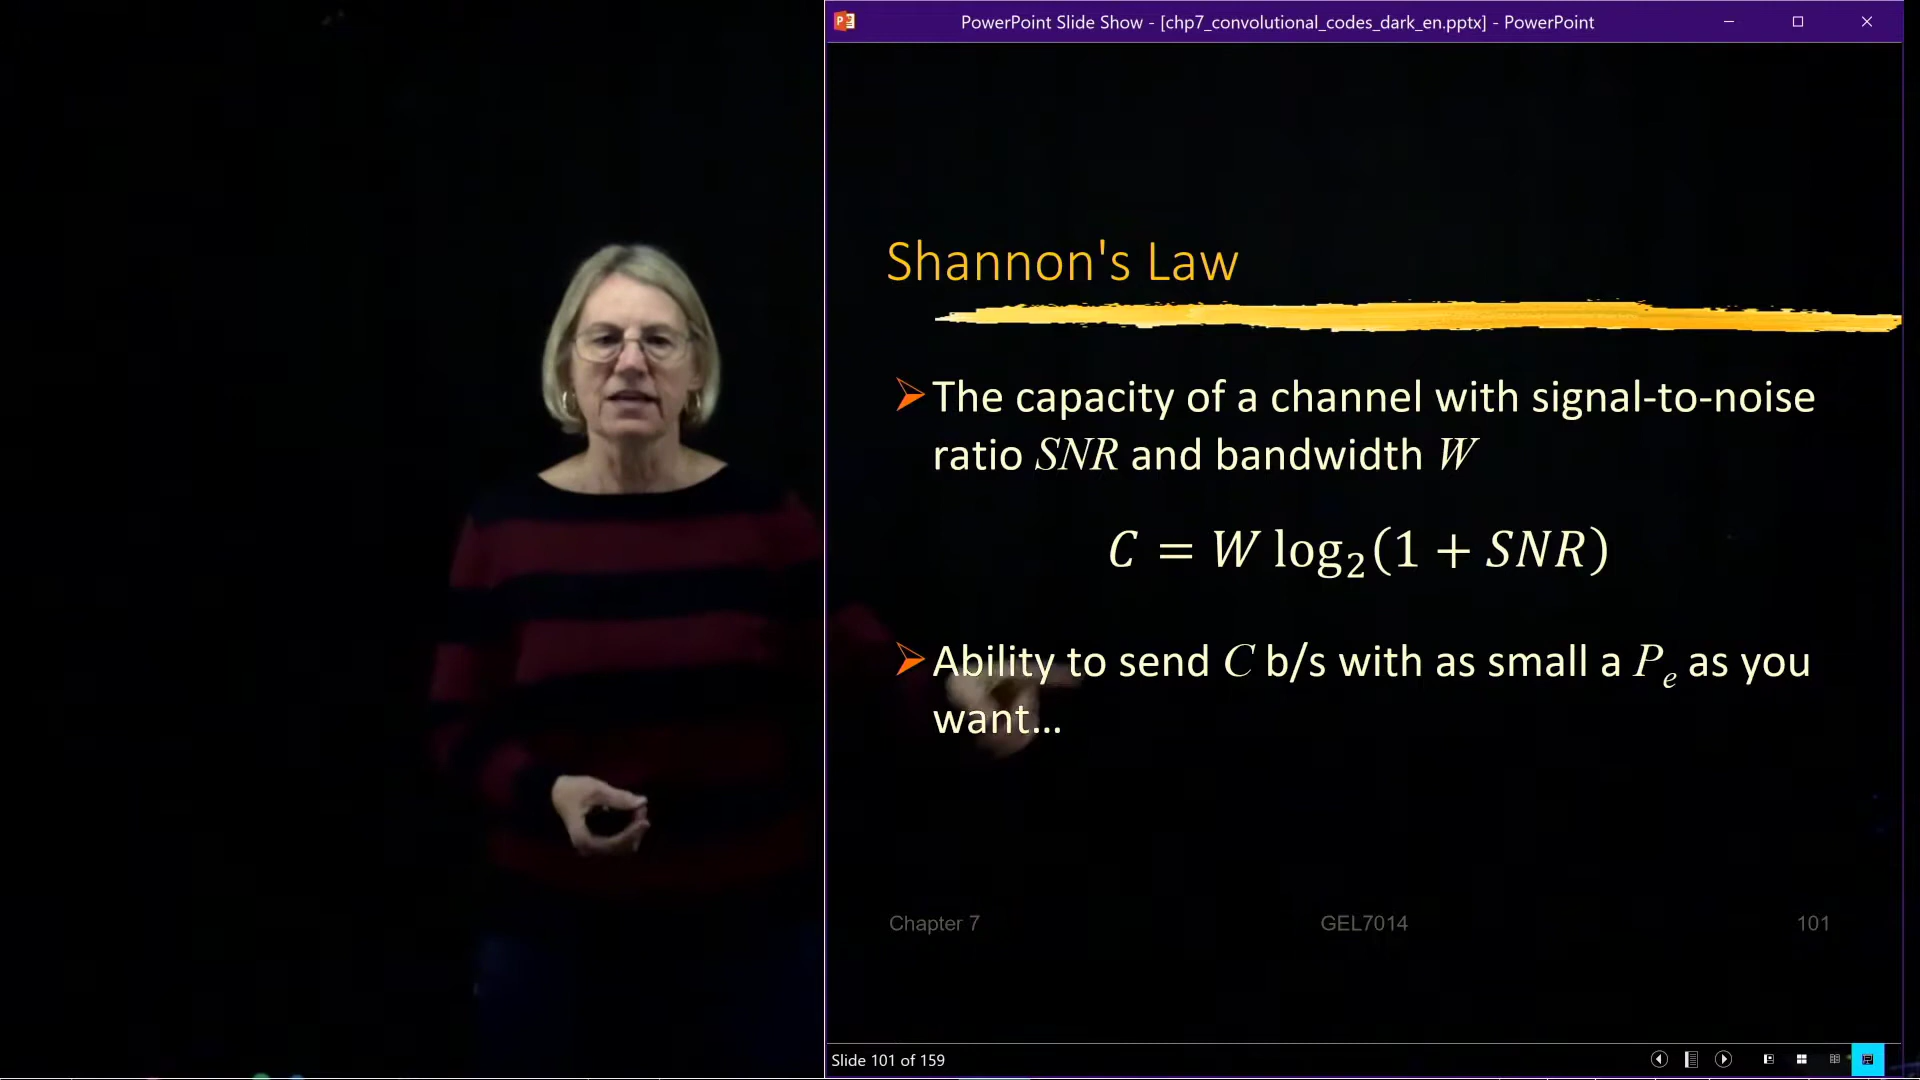 PowerPoint Slide Show - [chp7_convolutional_codes_dark_en.pptx] - PowerPoint
Shannon's Law
The capacity of a channel with signal-to-noise
ratio SNR and bandwidth W
C = W log₂(1 + SNR)
Ability to send C b/s with as small a Pₑ as you
want...
Chapter 7 GEL7014 101
Slide 101 of 159